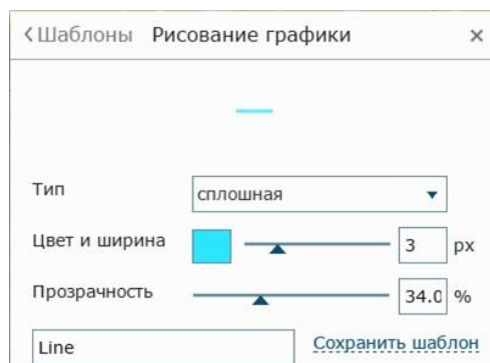 Шаблоны Рисование графики
Тип сплошная
Цвет и ширина 3 px
Прозрачность 34.0 %
Line Сохранить шаблон